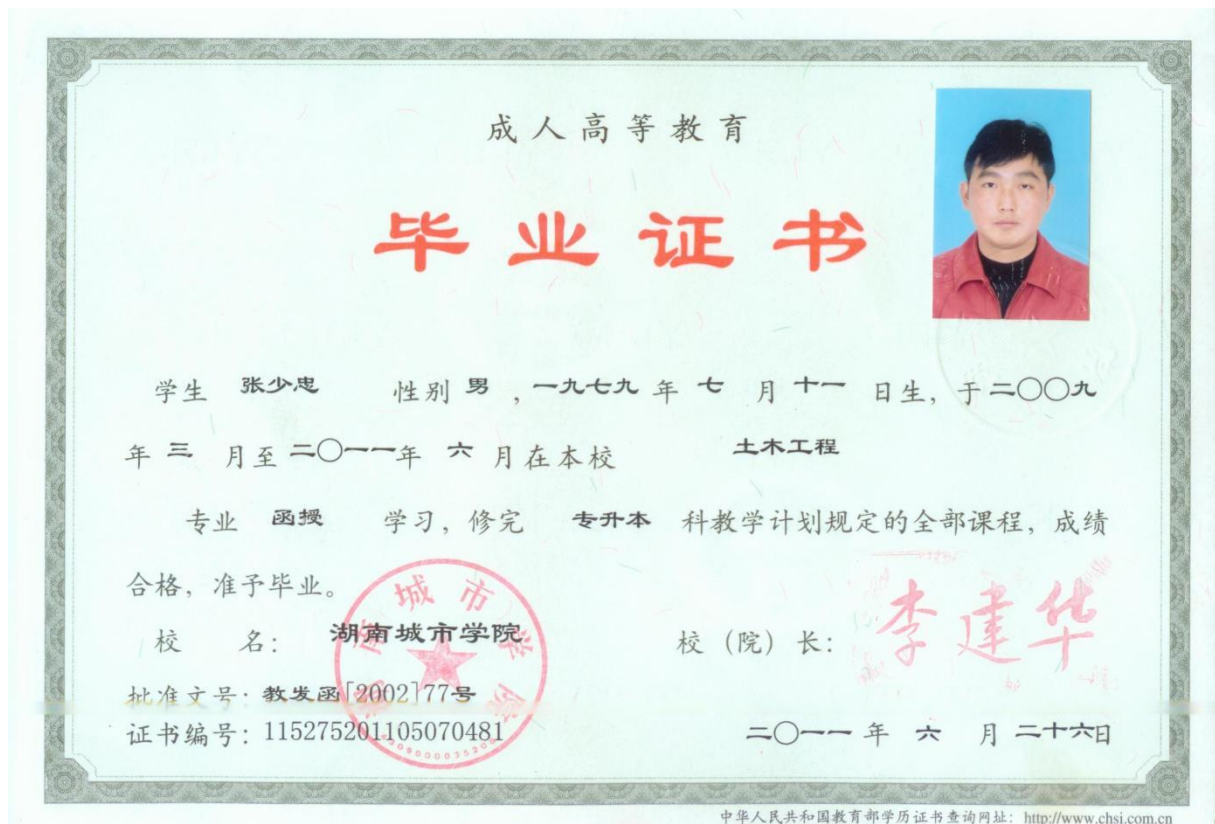 成人高等教育
毕业证书
学生 张少忠 性别 男 ,一九七九 年 七 月 十一 日生,于二〇〇九
年 三 月至 二〇一一年 六 月在本校 土木工程
专业 函授 学习,修完 专升本 科教学计划规定的全部课程,成绩
合格,准予毕业。
校 名: 湖南城市学院
校(院)长: 李建华
批准文号: 教发函[2002]77号
证书编号: 115275201105070481
二〇一一 年 六 月 二十六日
湖南城市学院
中华人民共和国教育部学历证书查询网址: http://www.chsi.com.cn